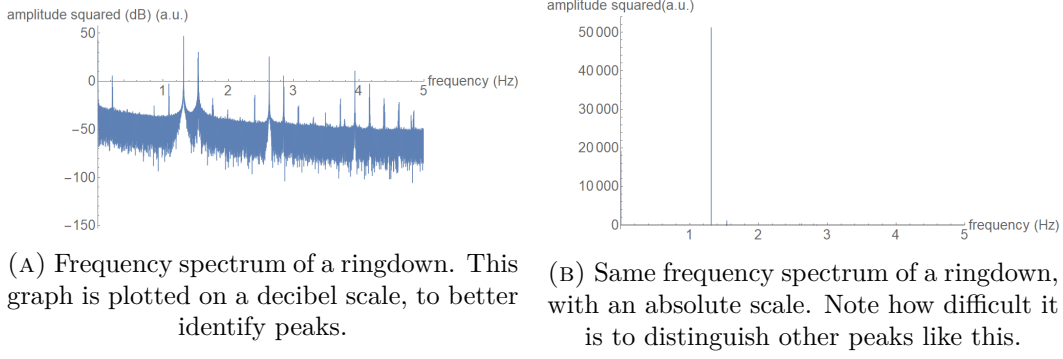 amplitude squared (dB) (a.u.)
50
0
-50
-100
-150
1
2
3
4
5
frequency (Hz)
(A) Frequency spectrum of a ringdown. This
graph is plotted on a decibel scale, to better
identify peaks.
amplitude squared(a.u.)
50 000
40 000
30 000
20 000
10 000
0
1
2
3
4
5
frequency (Hz)
(B) Same frequency spectrum of a ringdown,
with an absolute scale. Note how difficult it
is to distinguish other peaks like this.